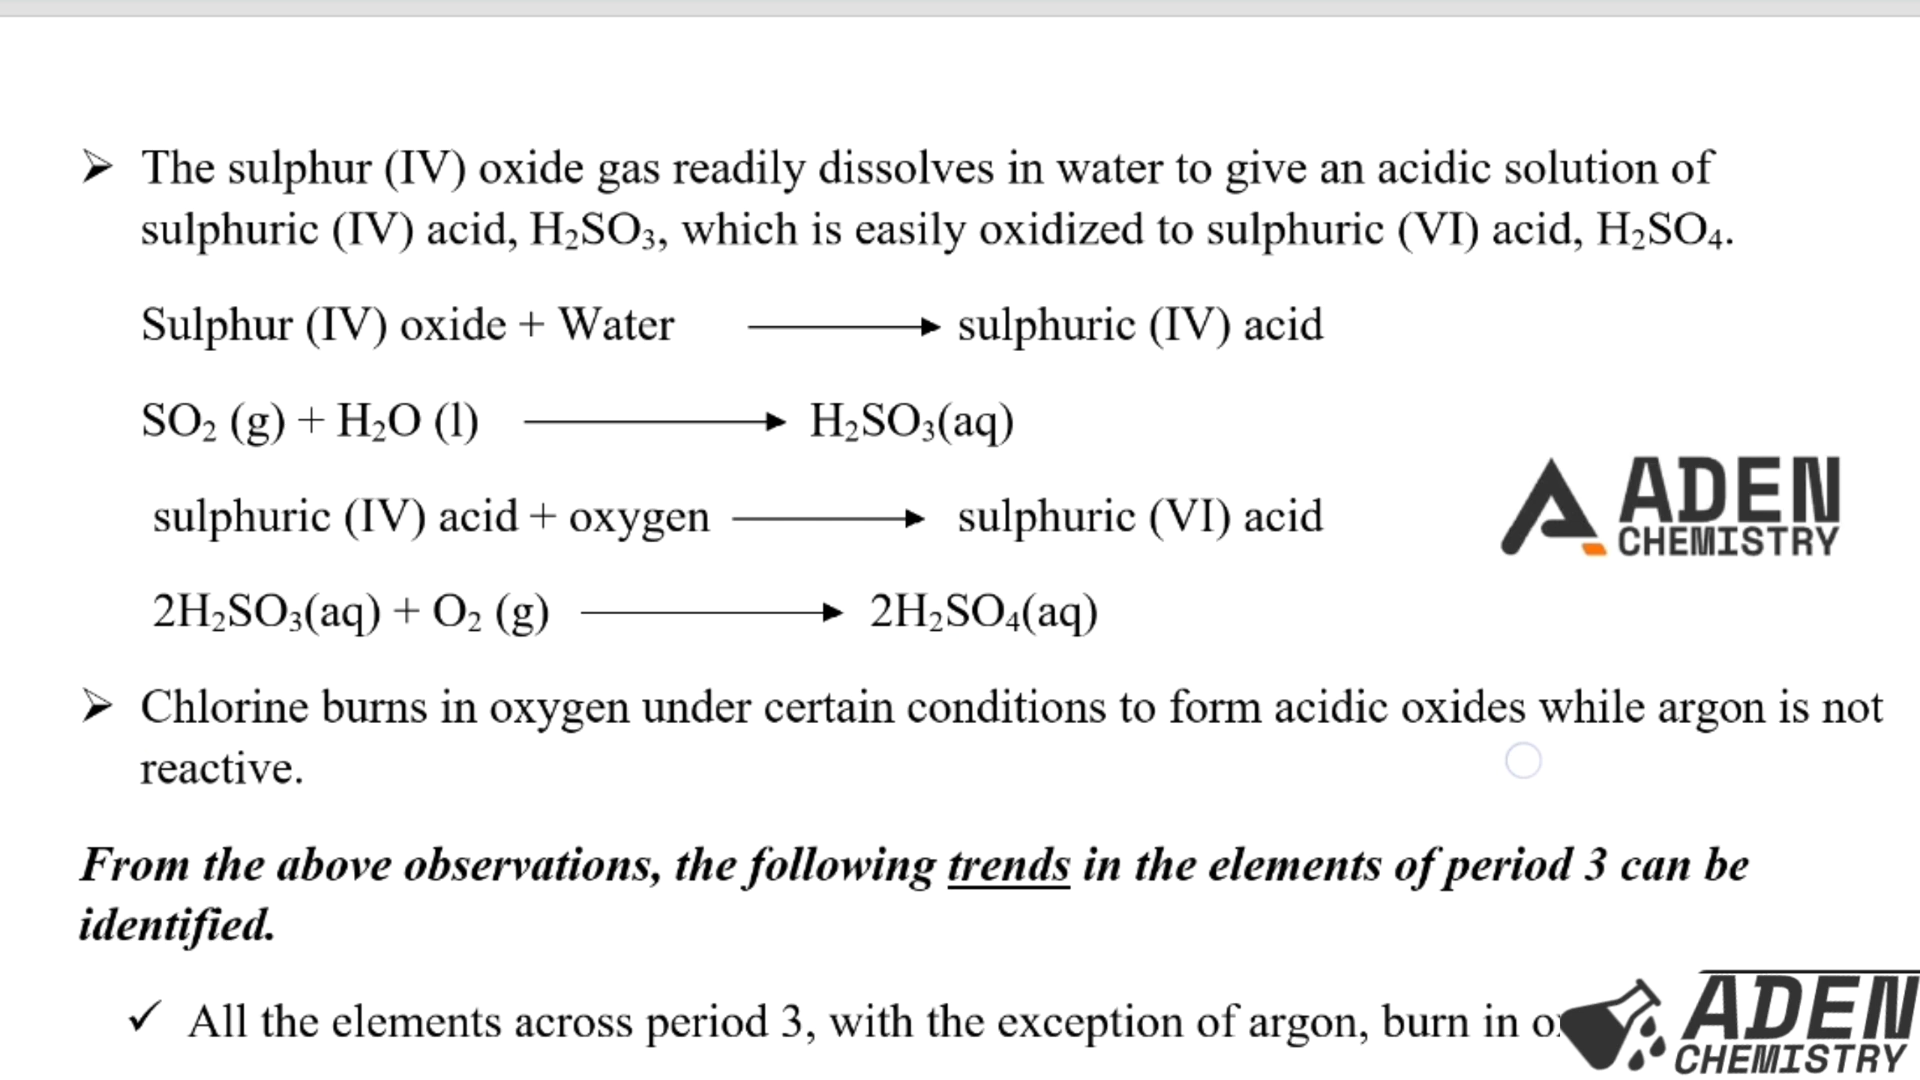 ➢ The sulphur (IV) oxide gas readily dissolves in water to give an acidic solution of
sulphuric (IV) acid, H₂SO₃, which is easily oxidized to sulphuric (VI) acid, H₂SO₄.
Sulphur (IV) oxide + Water ⟶ sulphuric (IV) acid
SO₂ (g) + H₂O (l) ⟶ H₂SO₃(aq)
ADEN
CHEMISTRY
sulphuric (IV) acid + oxygen ⟶ sulphuric (VI) acid
2H₂SO₃(aq) + O₂ (g) ⟶ 2H₂SO₄(aq)
➢ Chlorine burns in oxygen under certain conditions to form acidic oxides while argon is not
reactive.
From the above observations, the following trends in the elements of period 3 can be
identified.
✓ All the elements across period 3, with the exception of argon, burn in
ADEN
CHEMISTRY